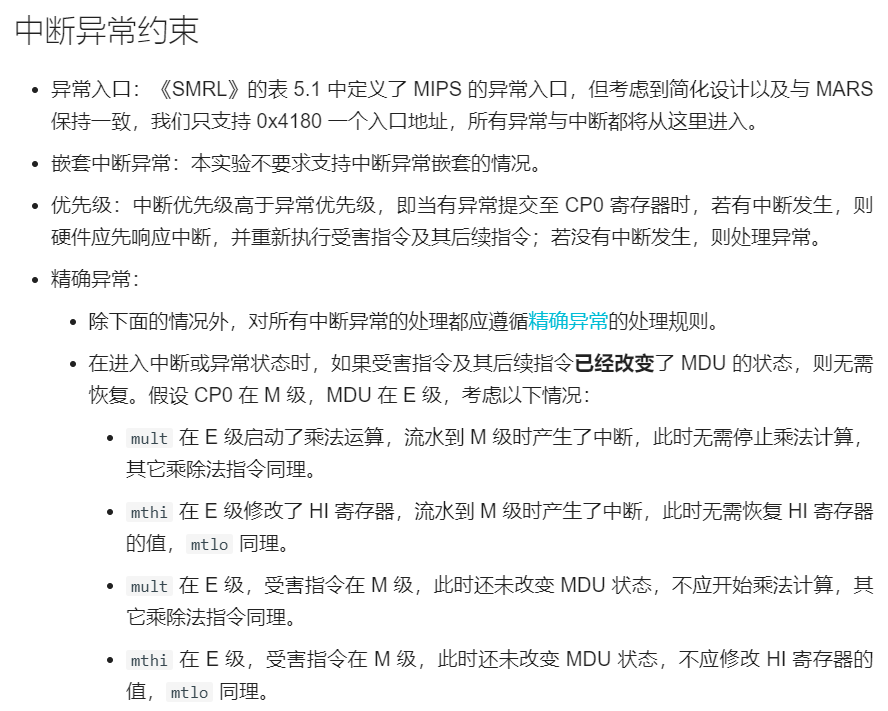 中断异常约束
异常入口：《SMRL》的表 5.1 中定义了 MIPS 的异常入口，但考虑到简化设计以及与 MARS
保持一致，我们只支持 0x4180 一个入口地址，所有异常与中断都将从这里进入。
嵌套中断异常：本实验不要求支持中断异常嵌套的情况。
优先级：中断优先级高于异常优先级，即当有异常提交至 CP0 寄存器时，若有中断发生，则
硬件应先响应中断，并重新执行受害指令及其后续指令；若没有中断发生，则处理异常。
精确异常：
除下面的情况外，对所有中断异常的处理都应遵循精确异常的处理规则。
在进入中断或异常状态时，如果受害指令及其后续指令已经改变了 MDU 的状态，则无需
恢复。假设 CP0 在 M 级，MDU 在 E 级，考虑以下情况：
mult 在 E 级启动了乘法运算，流水到 M 级时产生了中断，此时无需停止乘法计算，
其它乘除法指令同理。
mthi 在 E 级修改了 HI 寄存器，流水到 M 级时产生了中断，此时无需恢复 HI 寄存器
的值，mtlo 同理。
mult 在 E 级，受害指令在 M 级，此时还未改变 MDU 状态，不应开始乘法计算，其
它乘除法指令同理。
mthi 在 E 级，受害指令在 M 级，此时还未改变 MDU 状态，不应修改 HI 寄存器的
值，mtlo 同理。